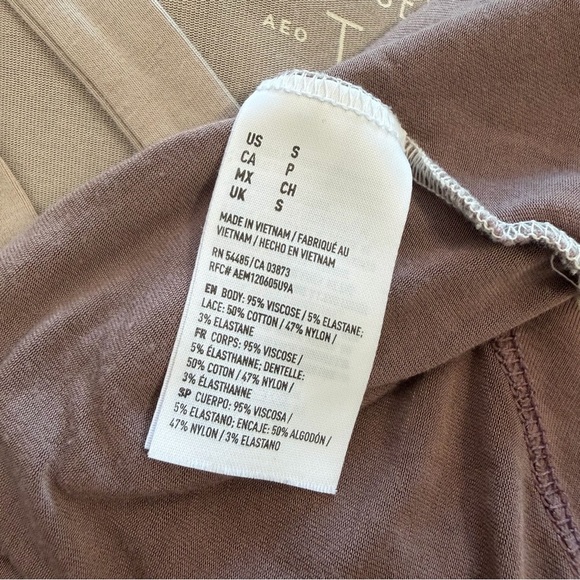 AEO
US S
CA P
MX CH
UK S
MADE IN VIETNAM / FABRIQUÉ AU
VIETNAM / HECHO EN VIETNAM
RN 54485/CA 03873
RFC# AEM120605U9A
EN BODY: 95% VISCOSE / 5% ELASTANE;
LACE: 50% COTTON / 47% NYLON /
3% ELASTANE
FR CORPS: 95% VISCOSE /
5% ÉLASTHANNE; DENTELLE:
50% COTON / 47% NYLON /
3% ÉLASTHANNE
SP CUERPO: 95% VISCOSA /
5% ELASTANO; ENCAJE: 50% ALGODÓN /
47% NYLON / 3% ELASTANO